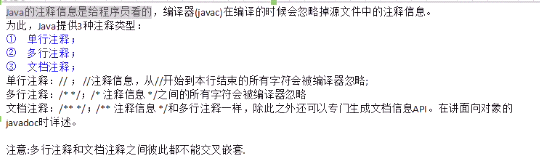 Java的注释信息是给程序员看的，编译器(javac)在编译的时候会忽略掉源文件中的注释信息。
为此，Java提供3种注释类型：
① 单行注释；
② 多行注释；
③ 文档注释；
单行注释：// ；//注释信息，从//开始到本行结束的所有字符会被编译器忽略;
多行注释：/* */；/* 注释信息 */之间的所有字符会被编译器忽略
文档注释：/** */；/** 注释信息 */和多行注释一样，除此之外还可以专门生成文档信息API。在讲面向对象的
javadoc时详述。
注意:多行注释和文档注释之间彼此都不能交叉嵌套.